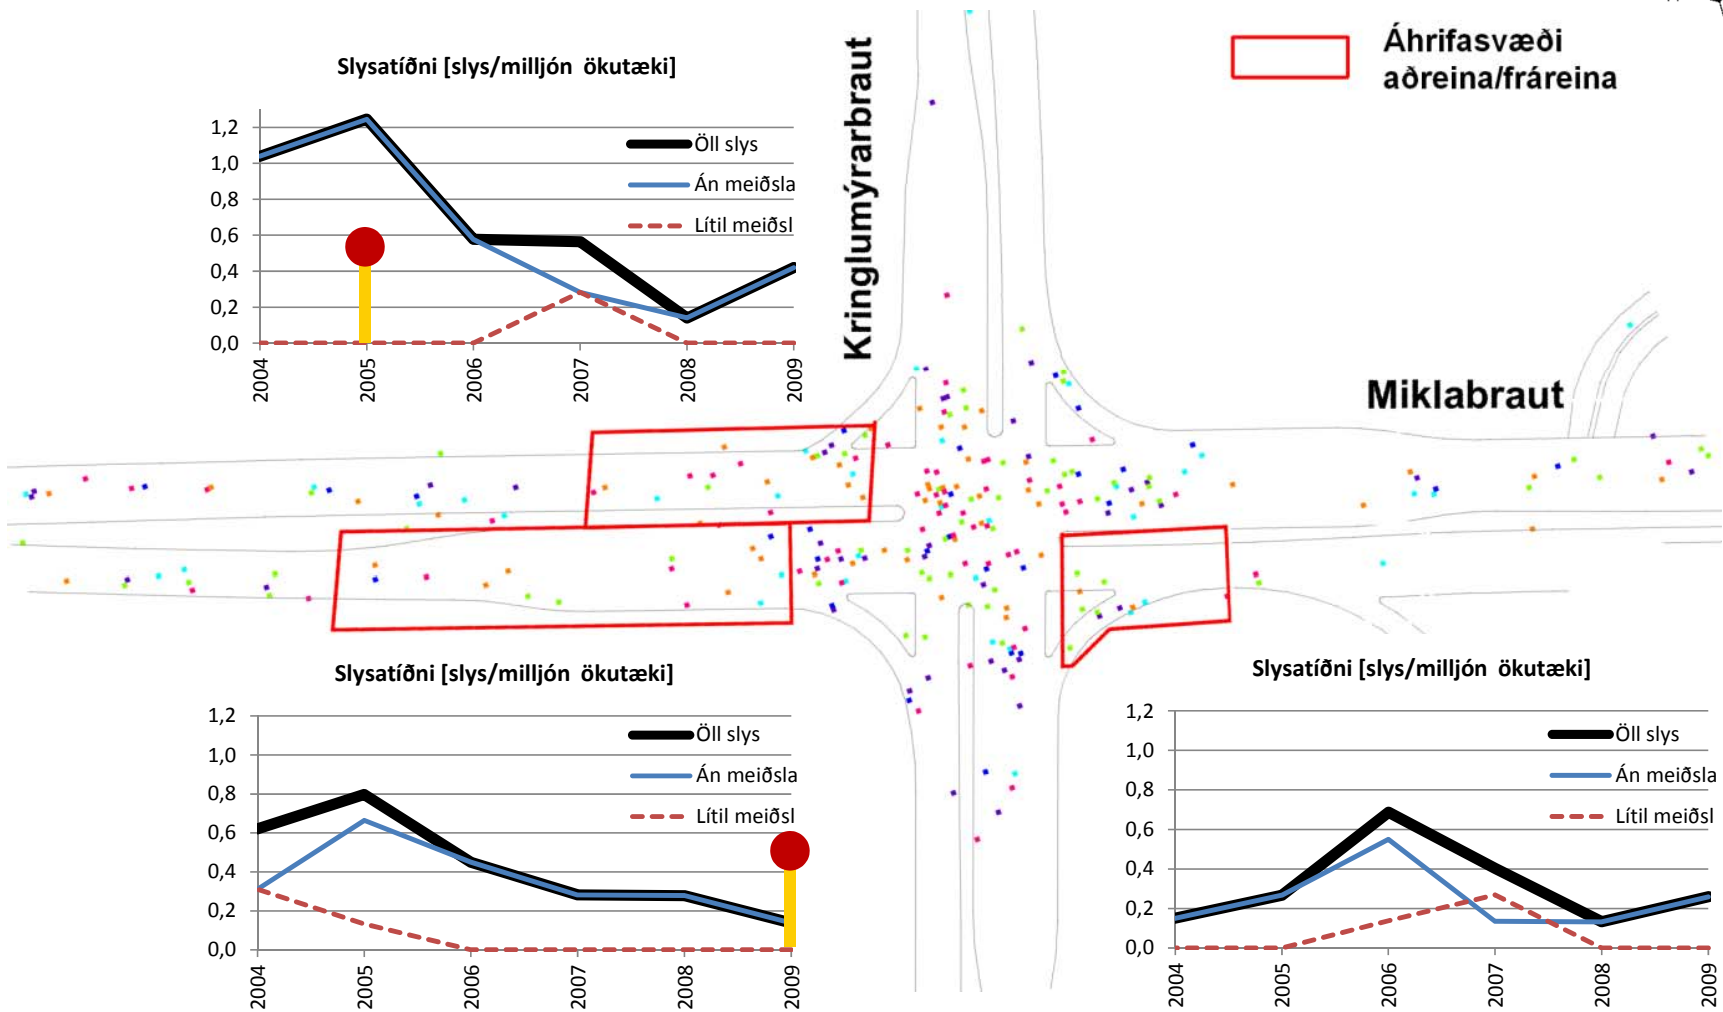 Slysatíðni [slys/milljón ökutæki]
1,2
1,0
0,8
0,6
0,4
0,2
0,0
Öll slys
Án meiðsla
Lítil meiðsl
2004
2005
2006
2007
2008
2009
Kringlumýrarbraut
Áhrifasvæði
aðreina/fráreina
Miklabraut
Slysatíðni [slys/milljón ökutæki]
1,2
1,0
0,8
0,6
0,4
0,2
0,0
Öll slys
Án meiðsla
Lítil meiðsl
2004
2005
2006
2007
2008
2009
Slysatíðni [slys/milljón ökutæki]
1,2
1,0
0,8
0,6
0,4
0,2
0,0
Öll slys
Án meiðsla
Lítil meiðsl
2004
2005
2006
2007
2008
2009